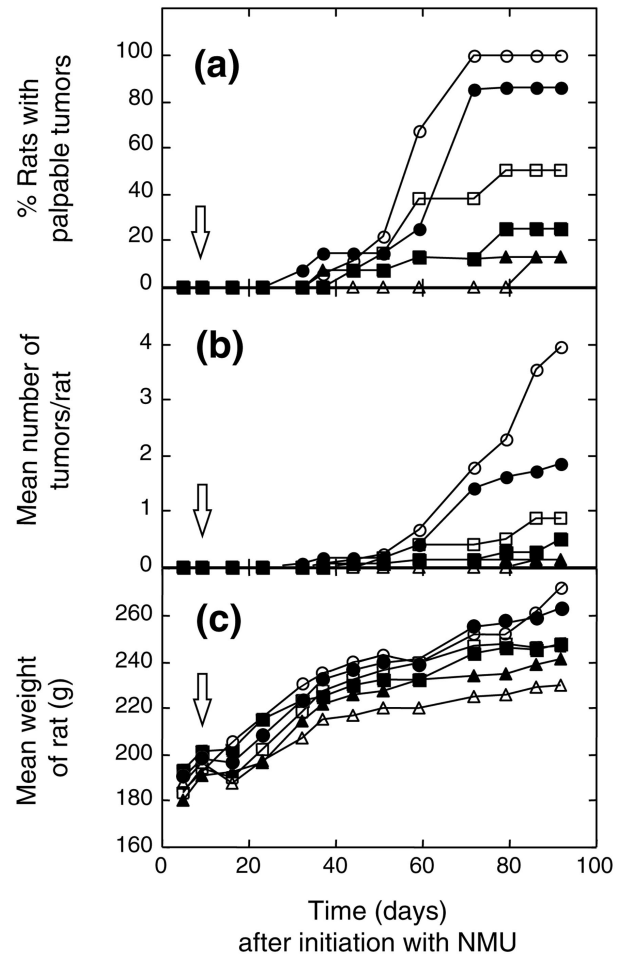 (a)
% Rats with
palpable tumors
100
80
60
40
20
0
(b)
Mean number of
tumors/rat
4
3
2
1
0
(c)
Mean weight
of rat (g)
260
240
220
200
180
160
0
20
40
60
80
100
Time (days)
after initiation with NMU